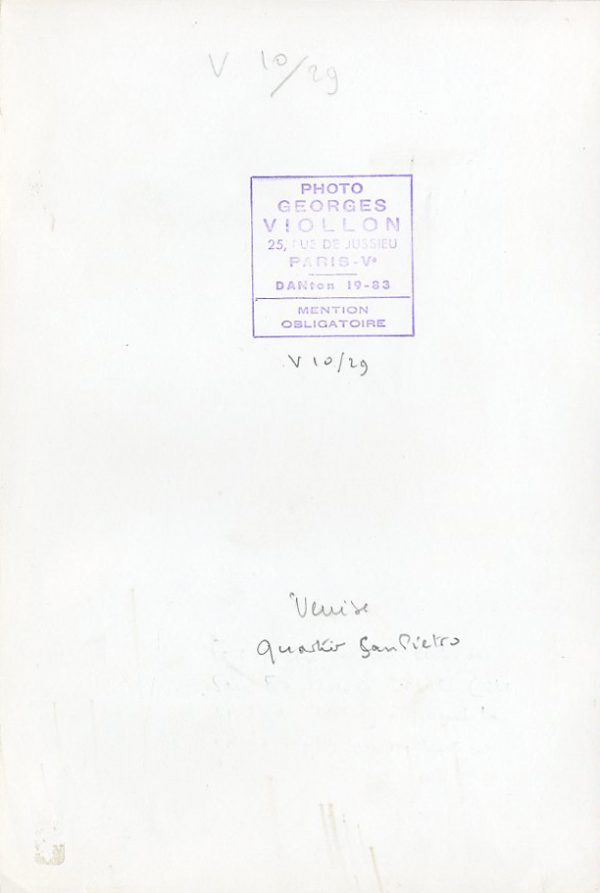 V 10/29
PHOTO
GEORGES
VIOLLON
25, RUE DE JUSSIEU
PARIS-Vᵉ
DANton 19-83
MENTION
OBLIGATOIRE
V 10/29
Venise
Quartier San Pietro